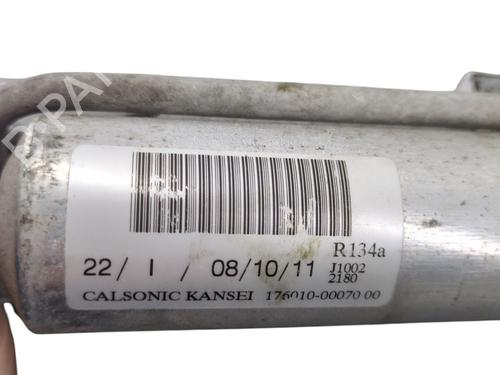 R134a
22/ I / 08/10/11 J1002
2180
CALSONIC KANSEI 176010-00070 00